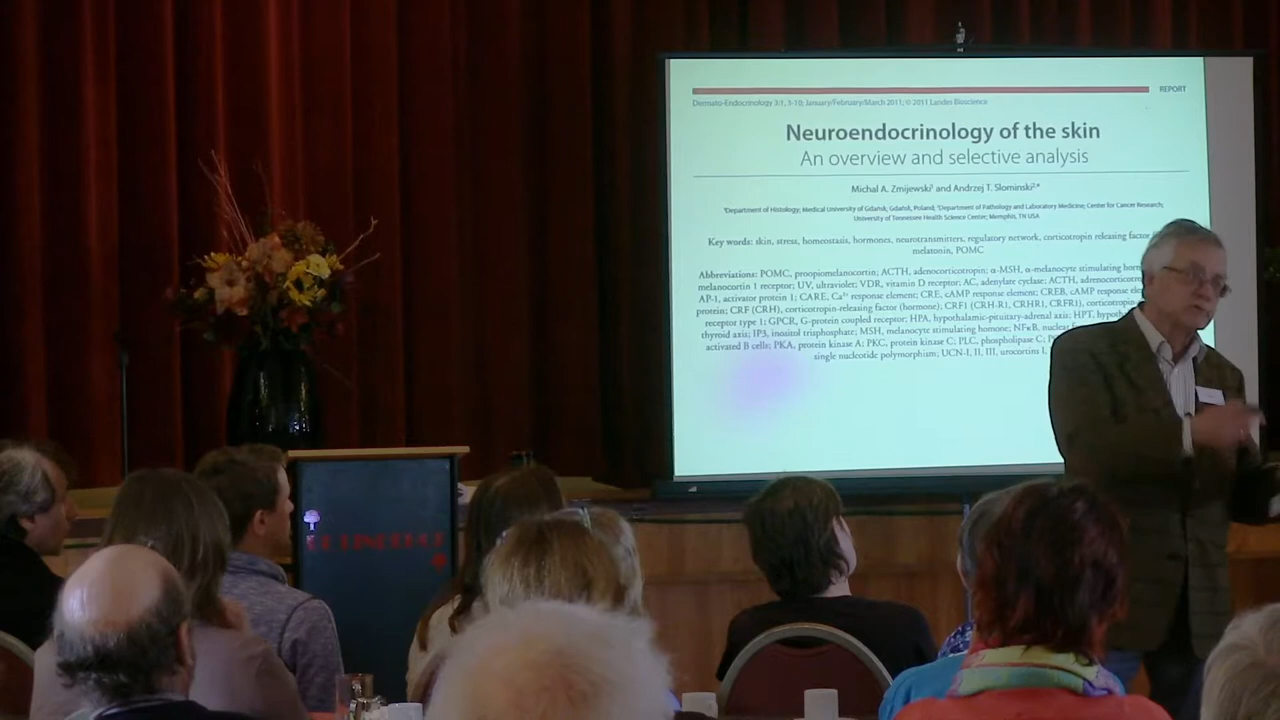 REPORT
Dermato-Endocrinology 3:1, 3-10; January/February/March 2011; © 2011 Landes Bioscience
Neuroendocrinology of the skin
An overview and selective analysis
Michal A. Zmijewski¹ and Andrzej T. Slominski²,*
¹Department of Histology; Medical University of Gdańsk; Gdańsk, Poland; ²Department of Pathology and Laboratory Medicine; Center for Cancer Research;
University of Tennessee Health Science Center; Memphis, TN USA
Key words: skin, stress, homeostasis, hormones, neurotransmitters, regulatory network, corticotropin releasing factor
melatonin, POMC
Abbreviations: POMC, proopiomelanocortin; ACTH, adenocorticotropin; α-MSH, α-melanocyte stimulating
melanocortin 1 receptor; UV, ultraviolet; VDR, vitamin D receptor; AC, adenylate cyclase; ACTH,
AP-1, activator protein 1; CARE, Ca²⁺ response element; CRE, cAMP response element; CREB, cAMP response
protein; CRF (CRH), corticotropin-releasing factor (hormone); CRF1 (CRH-R1, CRHR1, CRFR1),
receptor type 1; GPCR, G-protein coupled receptor; HPA, hypothalamic-pituitary-adrenal axis; HPT,
thyroid axis; IP3, inositol triphosphate; MSH, melanocyte stimulating homone; NFκB, nuclear
activated B cells; PKA, protein kinase A; PKC, protein kinase C; PLC, phospholipase C;
single nucleotide polymorphism; UCN-I, II, III, urocortins I,